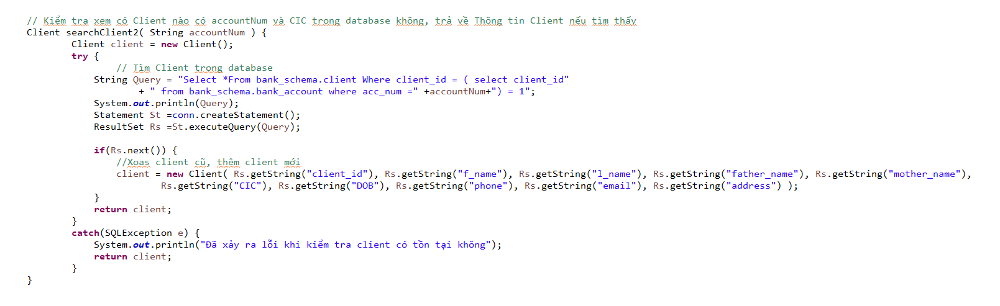 // Kiểm tra xem có Client nào có accountNum và CIC trong database không, trả về Thông tin Client nếu tìm thấy
Client searchClient2( String accountNum ) {
Client client = new Client();
try {
// Tìm Client trong database
String Query = "Select *From bank_schema.client Where client_id = ( select client_id"
+ " from bank_schema.bank_account where acc_num =" +accountNum+") = 1";
System.out.println(Query);
Statement St =conn.createStatement();
ResultSet Rs =St.executeQuery(Query);
if(Rs.next()) {
//Xoas client cũ, thêm client mới
client = new Client( Rs.getString("client_id"), Rs.getString("f_name"), Rs.getString("l_name"), Rs.getString("father_name"), Rs.getString("mother_name"),
Rs.getString("CIC"), Rs.getString("DOB"), Rs.getString("phone"), Rs.getString("email"), Rs.getString("address") );
}
return client;
}
catch(SQLException e) {
System.out.println("Đã xảy ra lỗi khi kiểm tra client có tồn tại không");
return client;
}
}